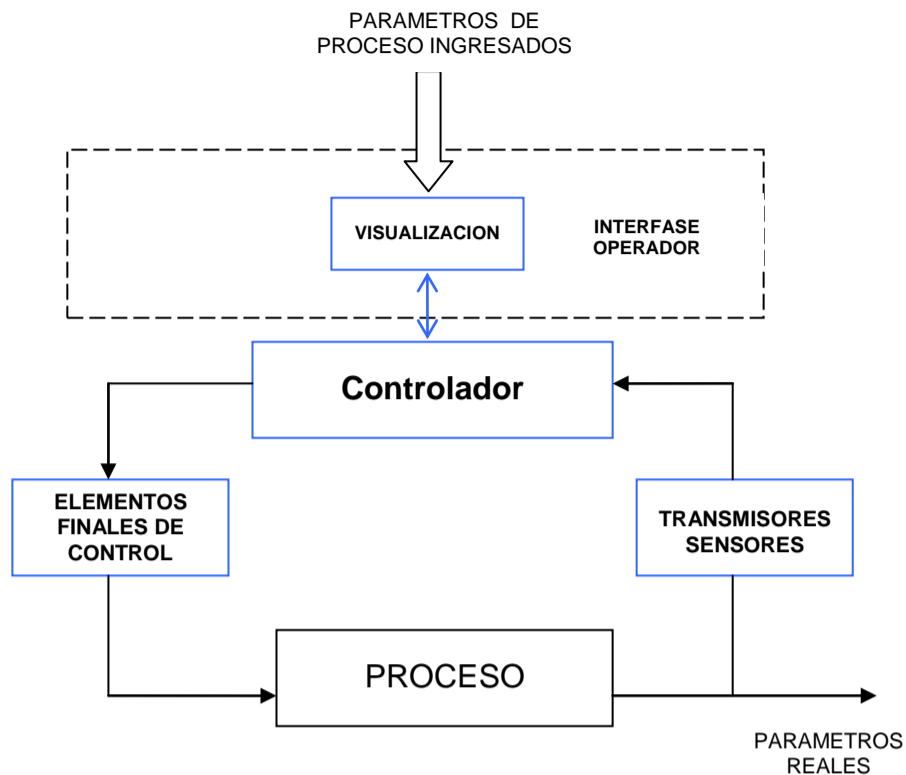 PARAMETROS DE
PROCESO INGRESADOS
VISUALIZACION
INTERFASE
OPERADOR
Controlador
ELEMENTOS
FINALES DE
CONTROL
TRANSMISORES
SENSORES
PROCESO
PARAMETROS
REALES